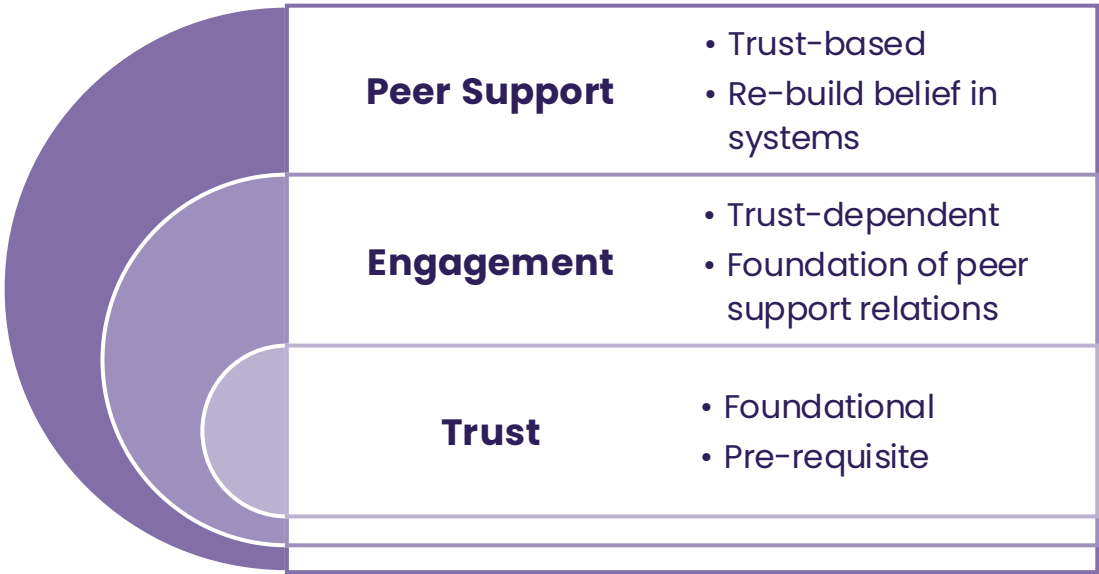 Peer Support
• Trust-based
• Re-build belief in
systems
Engagement
• Trust-dependent
• Foundation of peer
support relations
Trust
• Foundational
• Pre-requisite